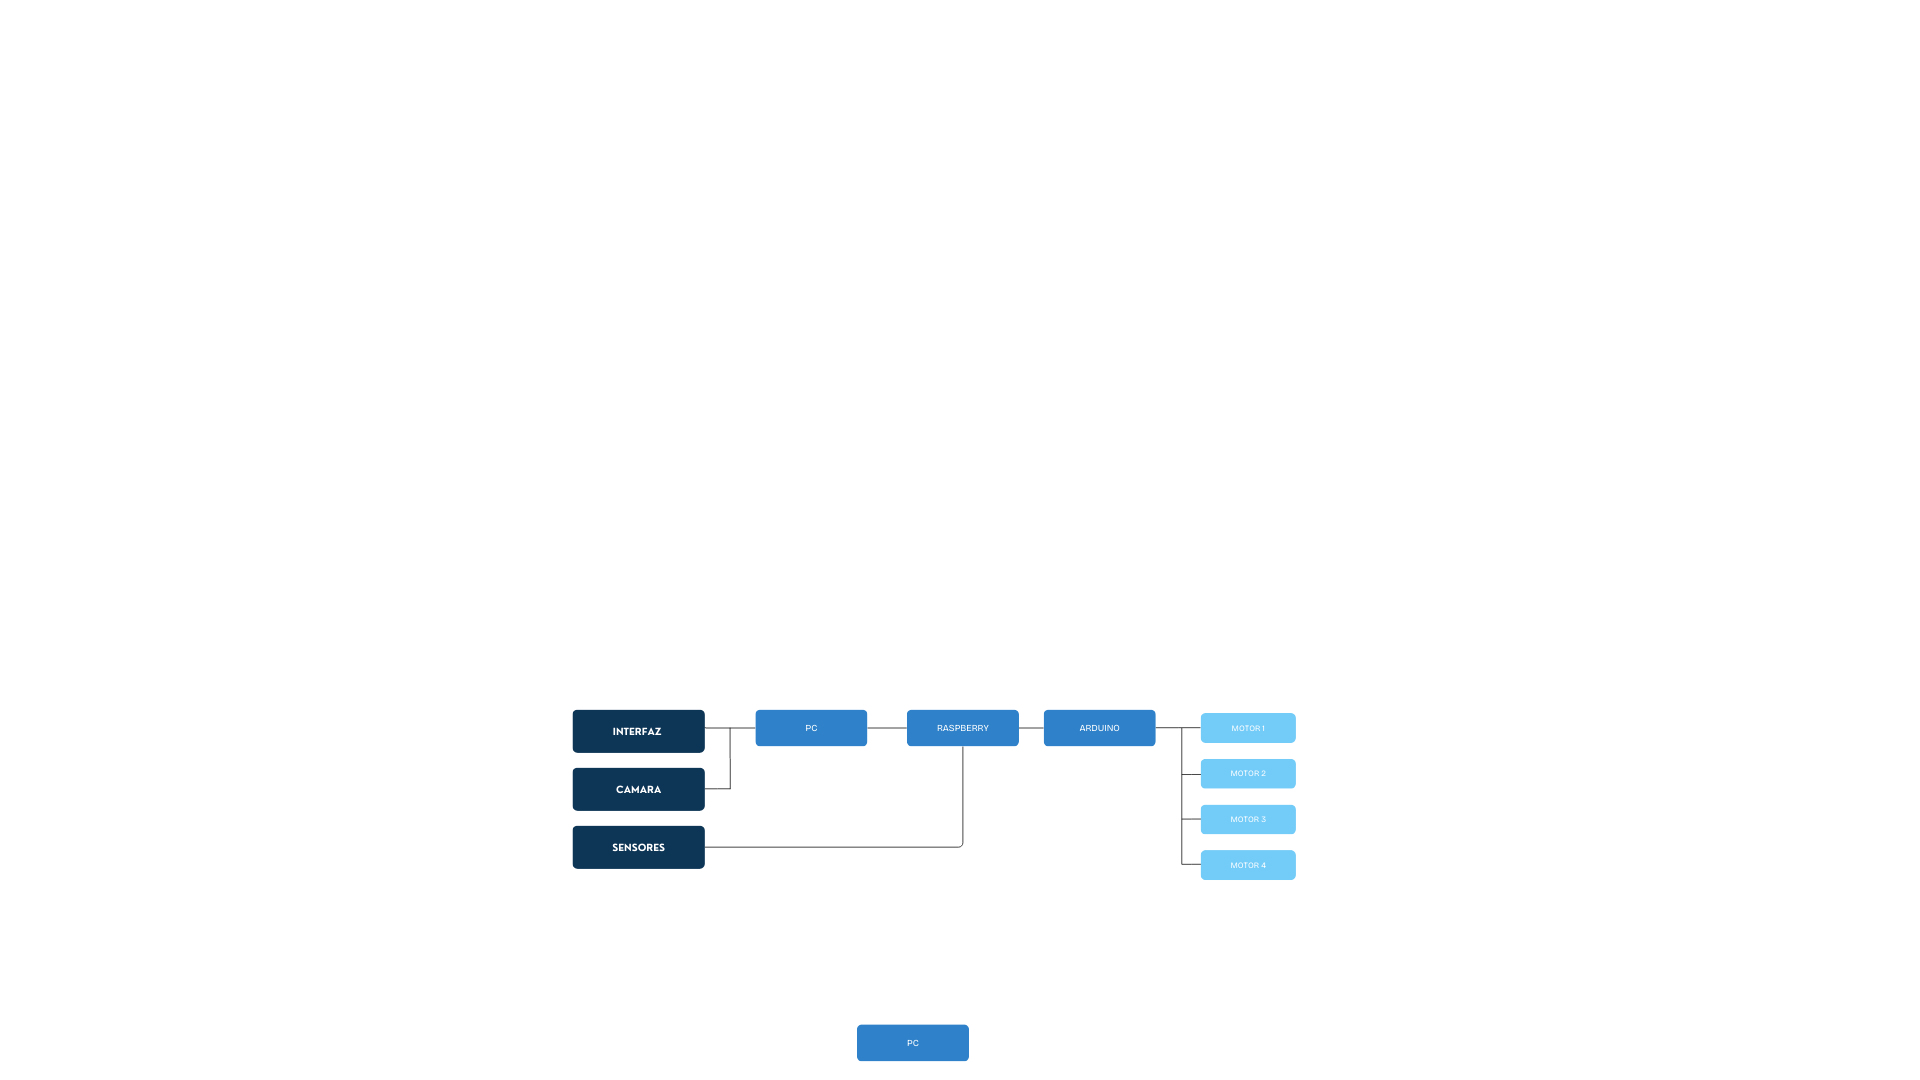 INTERFAZ
PC
RASPBERRY
ARDUINO
MOTOR 1
CAMARA
MOTOR 2
SENSORES
MOTOR 3
MOTOR 4
PC